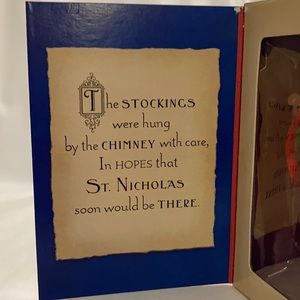 The STOCKINGS
were hung
by the CHIMNEY with care,
In HOPES that
ST. NICHOLAS
soon would be THERE.